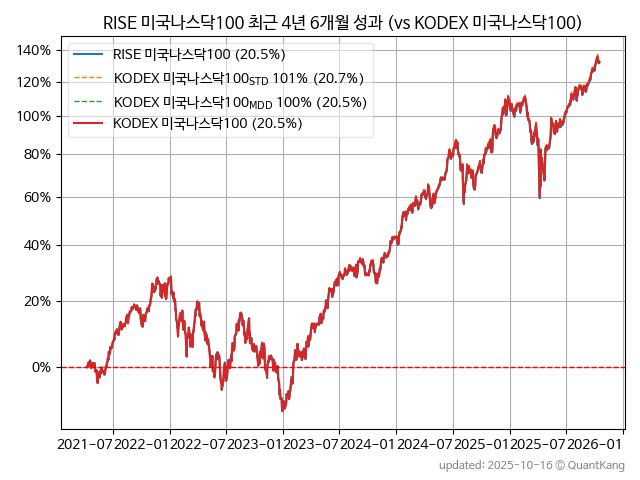 RISE 미국나스닥100 최근 4년 6개월 성과 (vs KODEX 미국나스닥100)
RISE 미국나스닥100 (20.5%)
KODEX 미국나스닥100STD 101% (20.7%)
KODEX 미국나스닥100MDD 100% (20.5%)
KODEX 미국나스닥100 (20.5%)
140%
120%
100%
80%
60%
40%
20%
0%
2021-07 2022-01 2022-07 2023-01 2023-07 2024-01 2024-07 2025-01 2025-07 2026-01
updated: 2025-10-16 © QuantKang